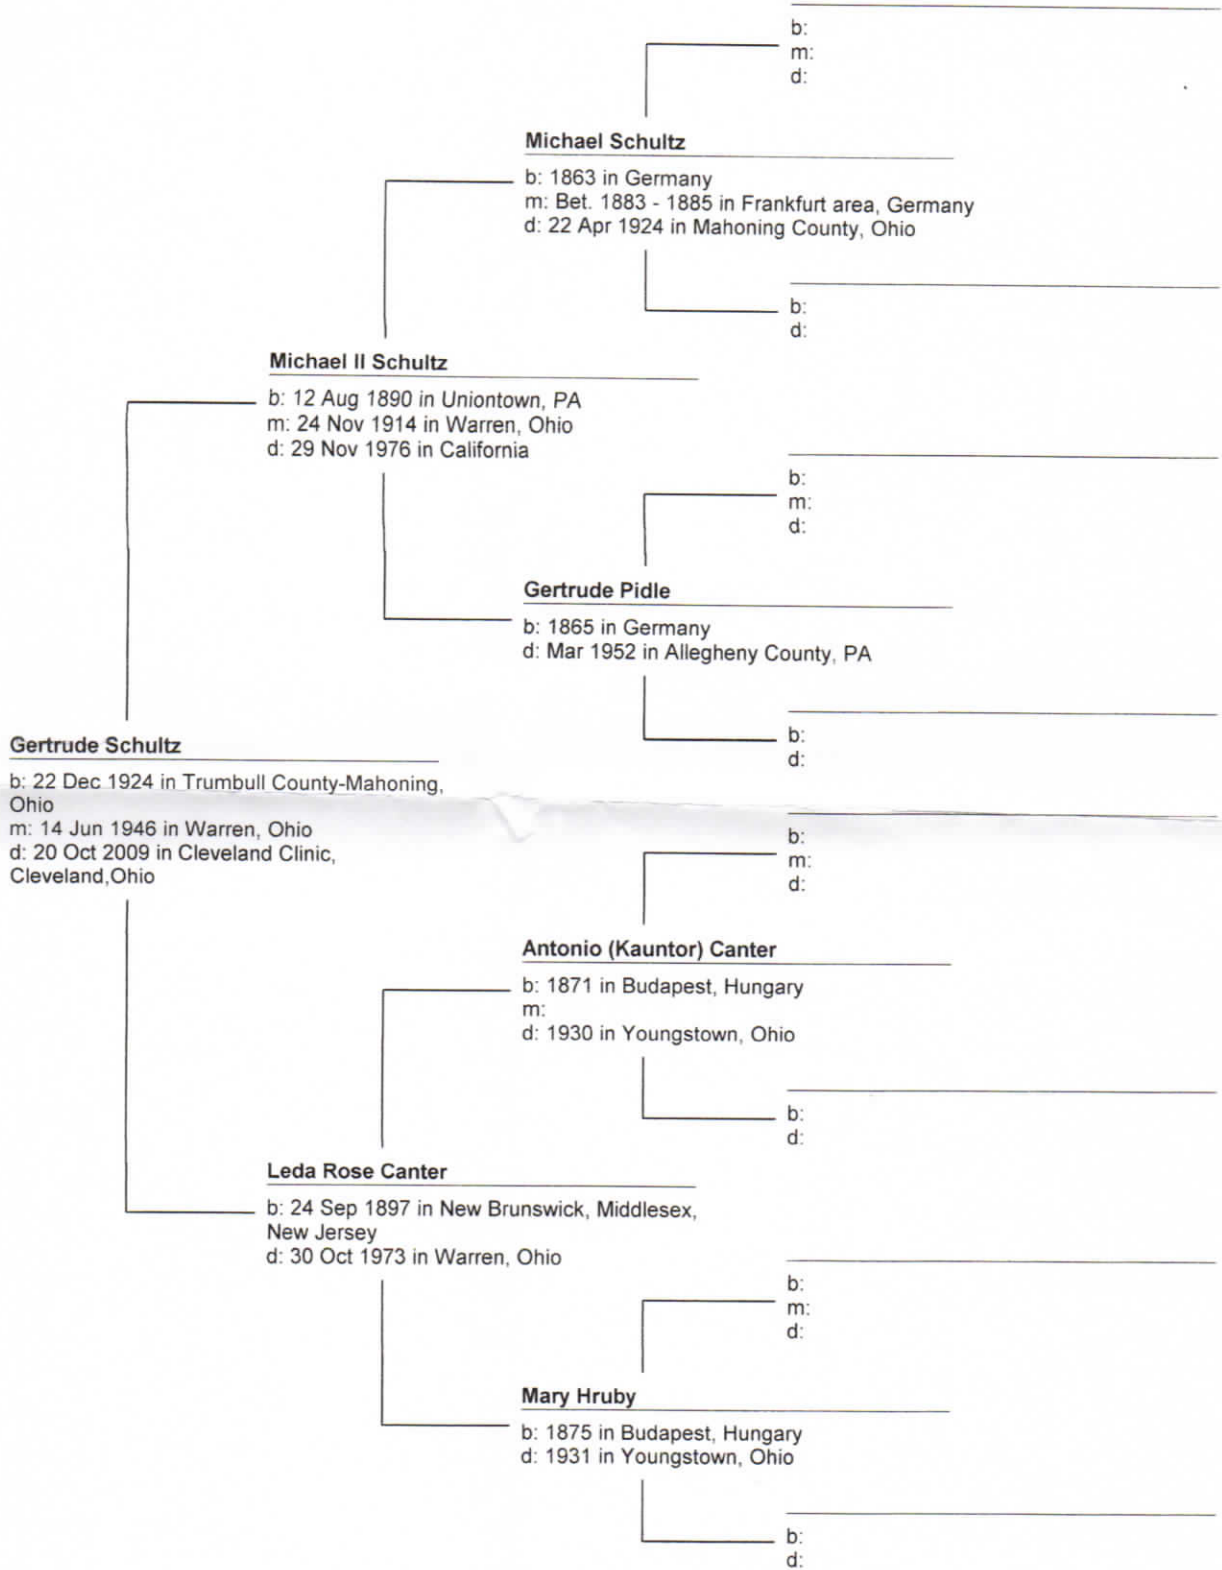 b:
m:
d:
Michael Schultz
b: 1863 in Germany
m: Bet. 1883 - 1885 in Frankfurt area, Germany
d: 22 Apr 1924 in Mahoning County, Ohio
b:
d:
Michael II Schultz
b: 12 Aug 1890 in Uniontown, PA
m: 24 Nov 1914 in Warren, Ohio
d: 29 Nov 1976 in California
b:
m:
d:
Gertrude Pidle
b: 1865 in Germany
d: Mar 1952 in Allegheny County, PA
b:
d:
Gertrude Schultz
b: 22 Dec 1924 in Trumbull County-Mahoning,
Ohio
m: 14 Jun 1946 in Warren, Ohio
d: 20 Oct 2009 in Cleveland Clinic,
Cleveland,Ohio
b:
m:
d:
Antonio (Kauntor) Canter
b: 1871 in Budapest, Hungary
m:
d: 1930 in Youngstown, Ohio
b:
d:
Leda Rose Canter
b: 24 Sep 1897 in New Brunswick, Middlesex,
New Jersey
d: 30 Oct 1973 in Warren, Ohio
b:
m:
d:
Mary Hruby
b: 1875 in Budapest, Hungary
d: 1931 in Youngstown, Ohio
b:
d: